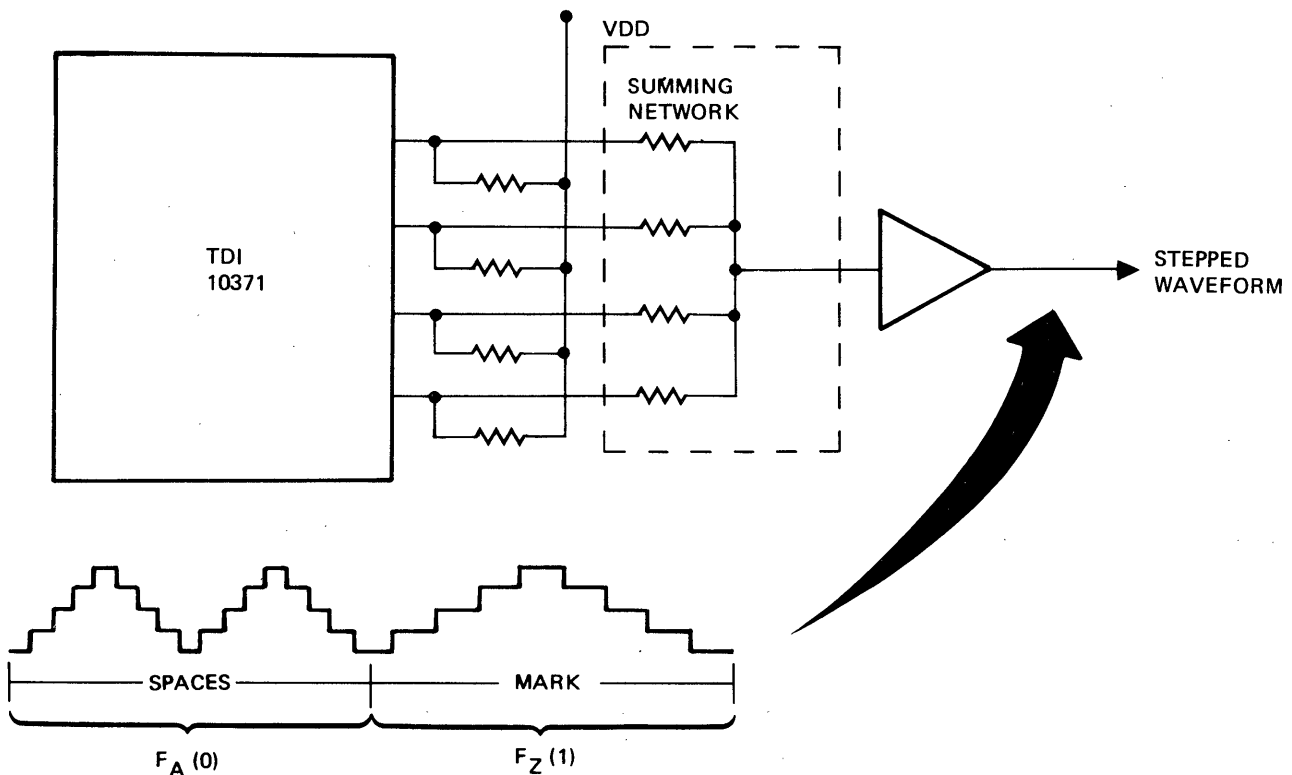 VDD
SUMMING
NETWORK
TDI
10371
STEPPED
WAVEFORM
SPACES
MARK
F_A (0)
F_Z (1)